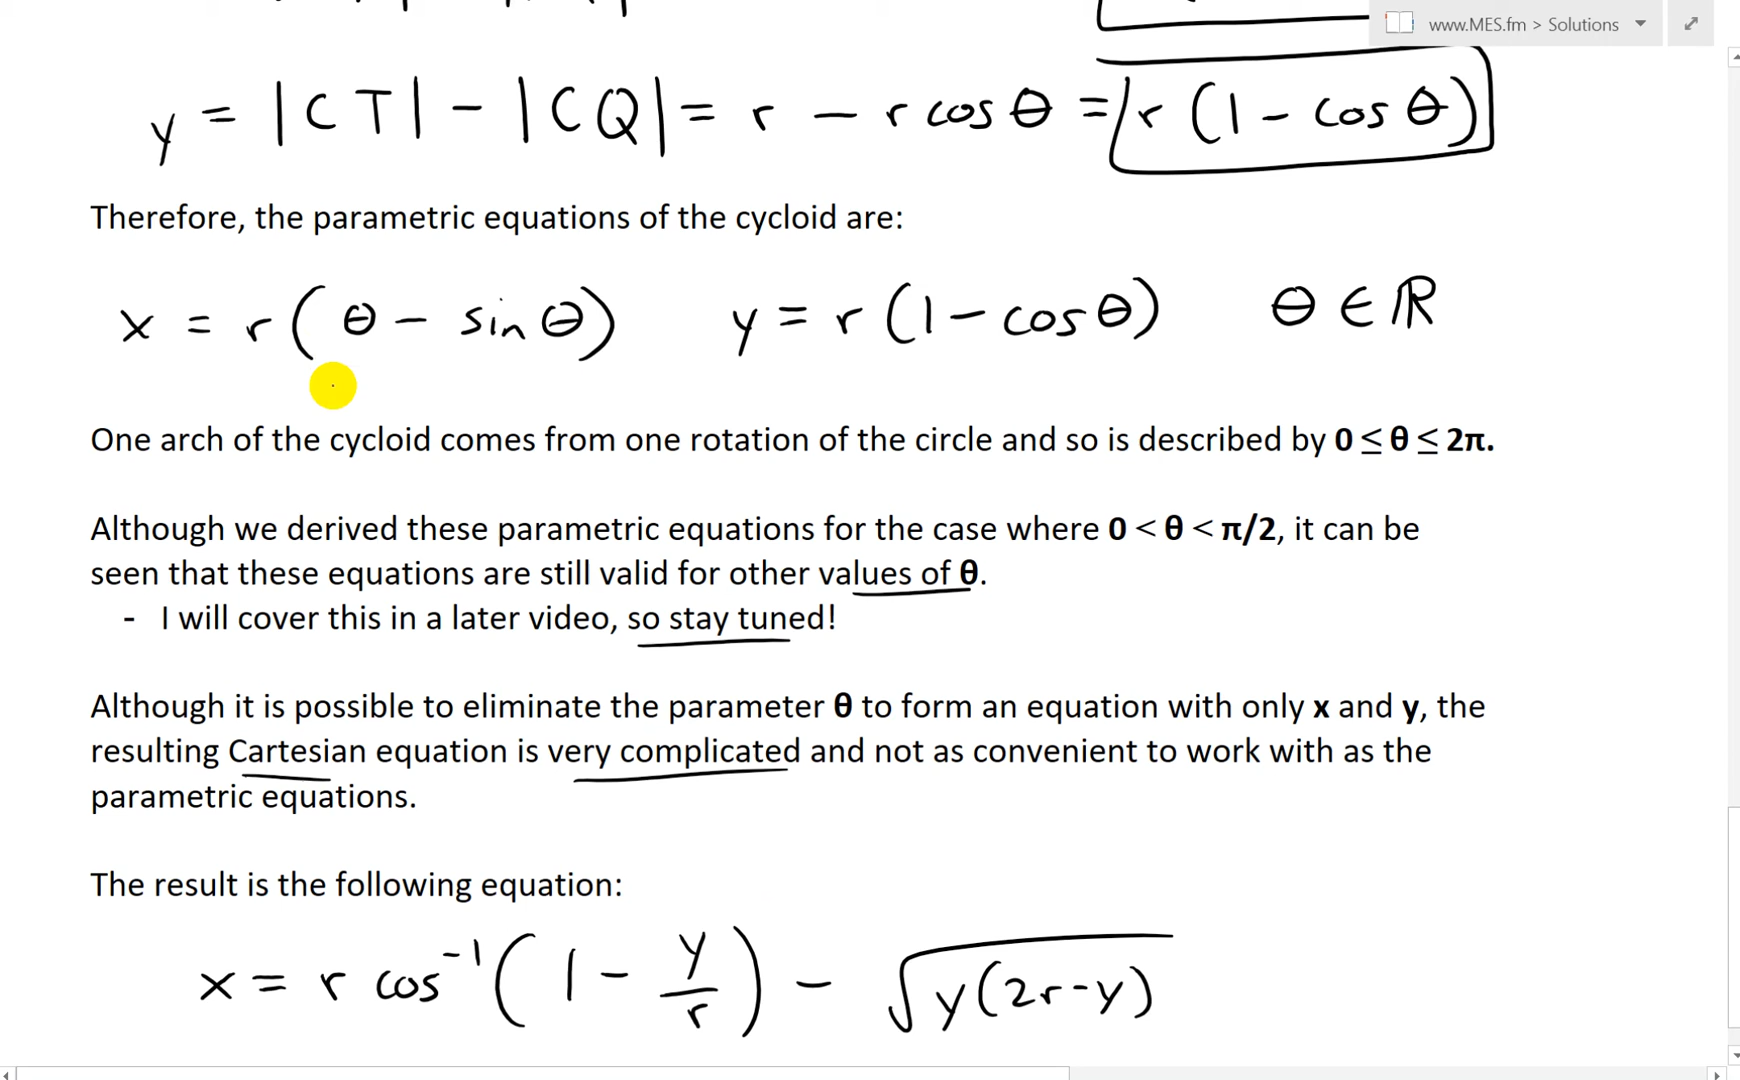 www.MES.fm > Solutions
y = |CT| - |CQ| = r - r cos θ = r (1 - cos θ)
Therefore, the parametric equations of the cycloid are:
x = r (θ - sin θ) y = r (1 - cos θ) θ ∈ ℝ
One arch of the cycloid comes from one rotation of the circle and so is described by 0 ≤ θ ≤ 2π.
Although we derived these parametric equations for the case where 0 < θ < π/2, it can be
seen that these equations are still valid for other values of θ.
- I will cover this in a later video, so stay tuned!
Although it is possible to eliminate the parameter θ to form an equation with only x and y, the
resulting Cartesian equation is very complicated and not as convenient to work with as the
parametric equations.
The result is the following equation:
x = r cos⁻¹ (1 - y/r) - √y(2r-y)